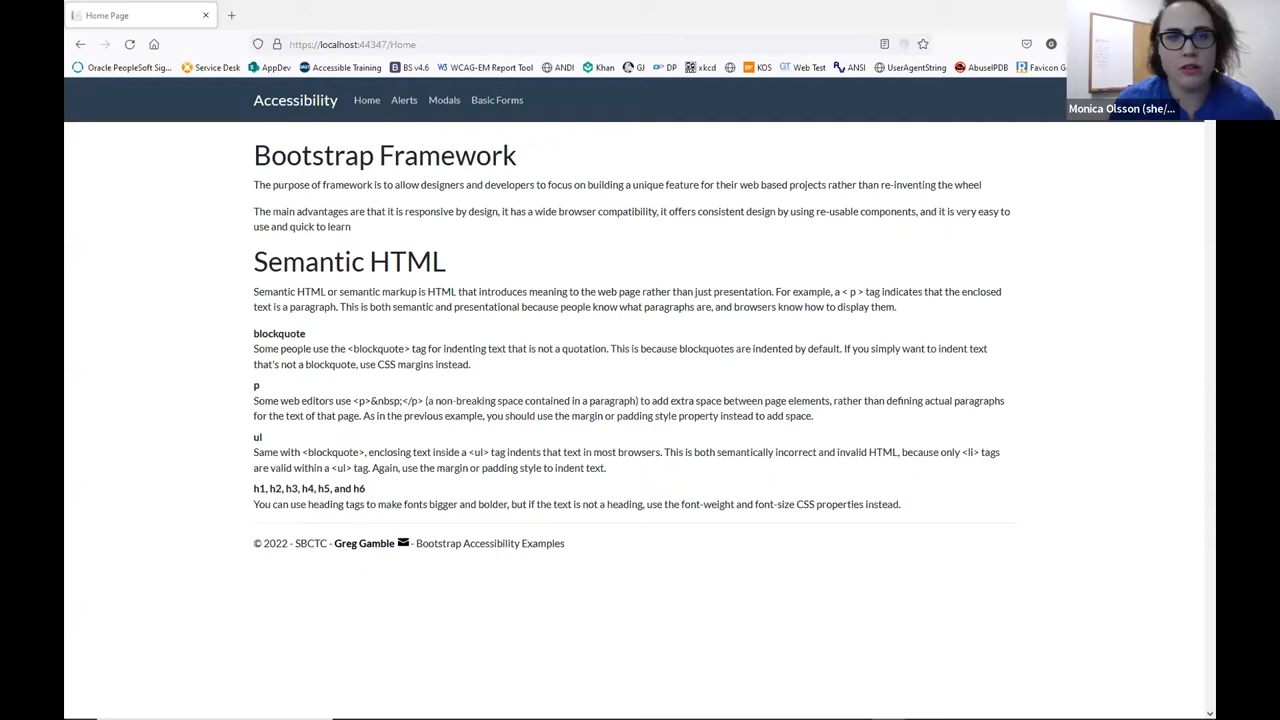 Home Page
https://localhost:44347/Home
Oracle PeopleSoft Sig... Service Desk AppDev Accessible Training BS v4.6 WCAG-EM Report Tool ANDI Khan GJ DP xkcd KOS Web Test ANSI UserAgentString AbuseIPDB Favicon G
Monica Olsson (she/...
Accessibility Home Alerts Modals Basic Forms
Bootstrap Framework
The purpose of framework is to allow designers and developers to focus on building a unique feature for their web based projects rather than re-inventing the wheel
The main advantages are that it is responsive by design, it has a wide browser compatibility, it offers consistent design by using re-usable components, and it is very easy to
use and quick to learn
Semantic HTML
Semantic HTML or semantic markup is HTML that introduces meaning to the web page rather than just presentation. For example, a < p > tag indicates that the enclosed
text is a paragraph. This is both semantic and presentational because people know what paragraphs are, and browsers know how to display them.
blockquote
Some people use the <blockquote> tag for indenting text that is not a quotation. This is because blockquotes are indented by default. If you simply want to indent text
that's not a blockquote, use CSS margins instead.
p
Some web editors use <p>&nbsp;</p> (a non-breaking space contained in a paragraph) to add extra space between page elements, rather than defining actual paragraphs
for the text of that page. As in the previous example, you should use the margin or padding style property instead to add space.
ul
Same with <blockquote>, enclosing text inside a <ul> tag indents that text in most browsers. This is both semantically incorrect and invalid HTML, because only <li> tags
are valid within a <ul> tag. Again, use the margin or padding style to indent text.
h1, h2, h3, h4, h5, and h6
You can use heading tags to make fonts bigger and bolder, but if the text is not a heading, use the font-weight and font-size CSS properties instead.
© 2022 - SBCTC - Greg Gamble - Bootstrap Accessibility Examples